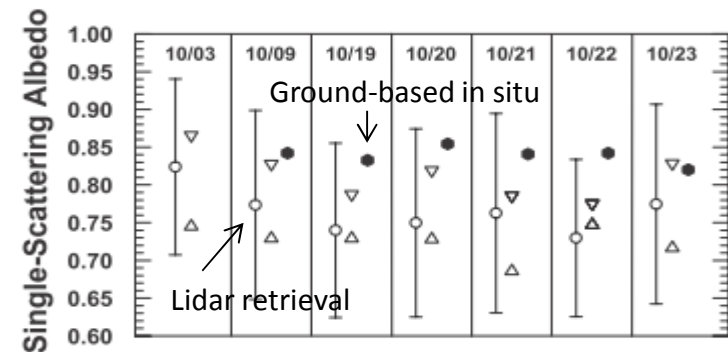 Single-Scattering Albedo
1.00
0.95
0.90
0.85
0.80
0.75
0.70
0.65
0.60
10/03 10/09 10/19 10/20 10/21 10/22 10/23
Ground-based in situ
Lidar retrieval